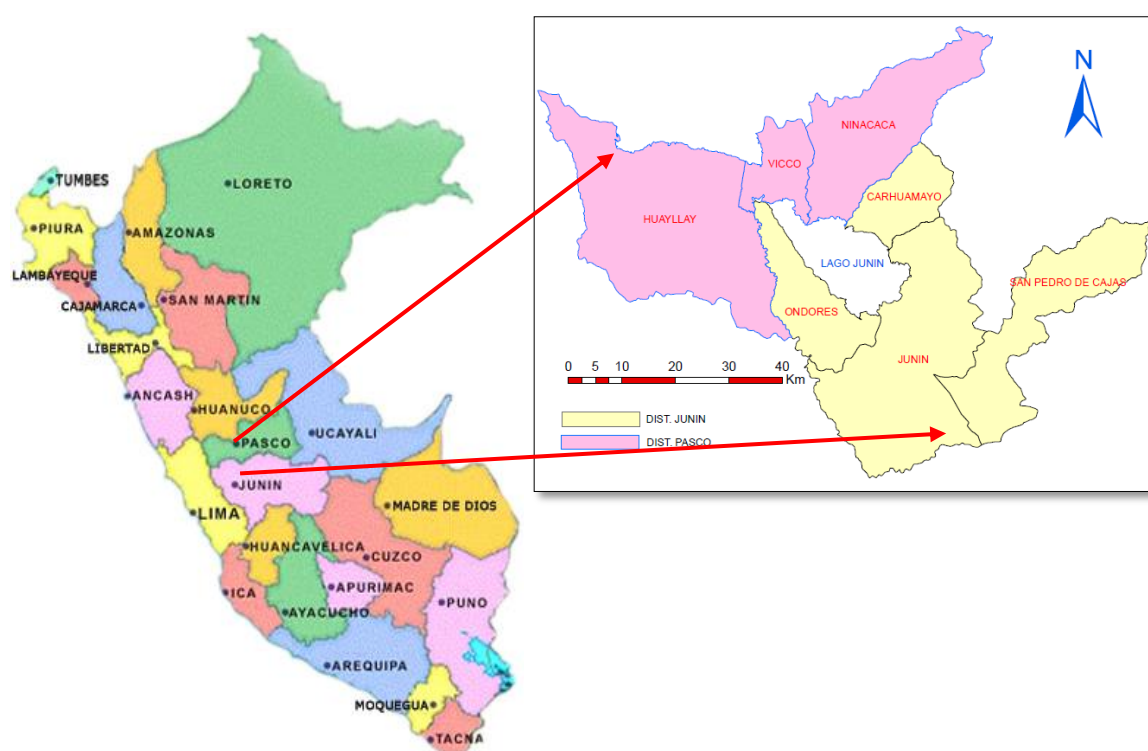 TUMBES
LORETO
PIURA
AMAZONAS
LAMBAYEQUE
SAN MARTIN
CAJAMARCA
LIBERTAD
ANCASH
HUANUCO
UCAYALI
PASCO
JUNIN
LIMA
MADRE DE DIOS
HUANCAVELICA
CUZCO
ICA
APURIMAC
AYACUCHO
PUNO
AREQUIPA
MOQUEGUA
TACNA
N
NINACACA
VICCO
CARHUAMAYO
HUAYLLAY
LAGO JUNIN
SAN PEDRO DE CAJAS
ONDORES
JUNIN
0 5 10 20 30 40
Km
DIST. JUNIN
DIST. PASCO